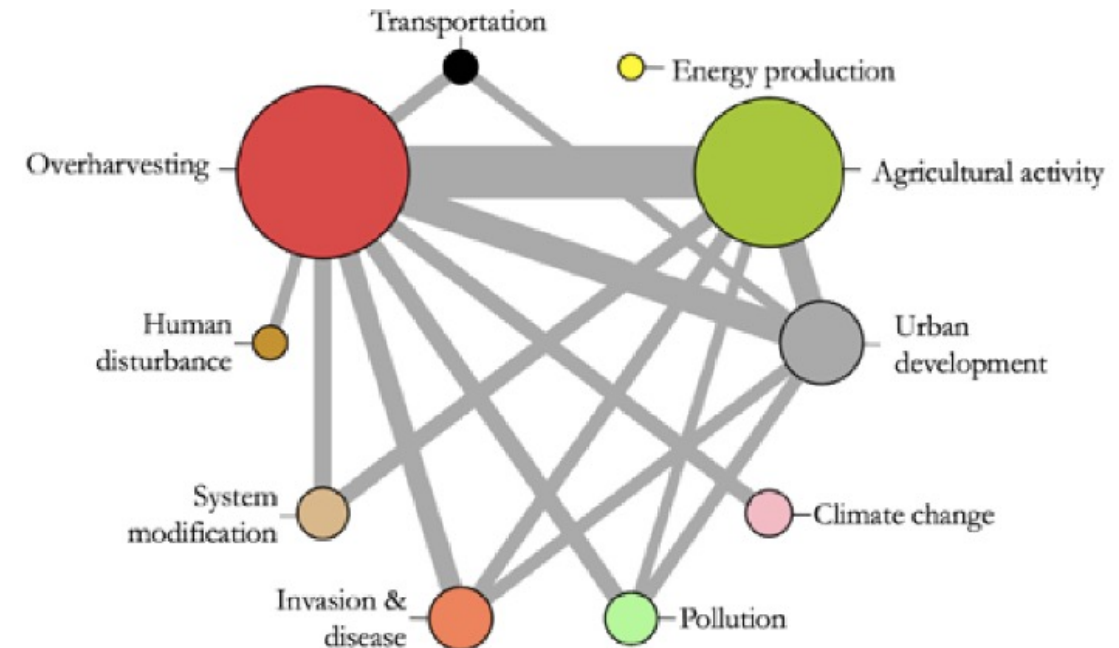 Transportation
Energy production
Overharvesting
Agricultural activity
Human
disturbance
Urban
development
System
modification
Climate change
Invasion &
disease
Pollution